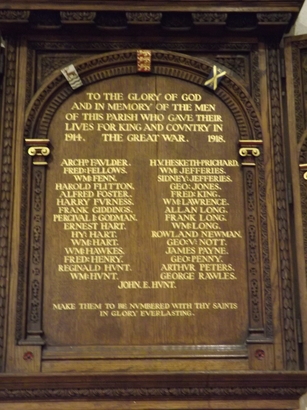 TO THE GLORY OF GOD
AND IN MEMORY OF THE MEN
OF THIS PARISH WHO GAVE THEIR
LIVES FOR KING AND COVNTRY IN
1914. THE GREAT WAR. 1918.
ARCHD. FAVLDER.
FRED: FELLOWS.
WM: FENN.
HAROLD FLITTON.
ALFRED FOSTER.
HARRY FVRNESS.
FRANK GIDDINGS.
PERCIVAL J: GODMAN.
ERNEST HART.
HY: HART.
WM: HART.
WM: HAWKES.
FRED: HENRY.
REGINALD HVNT.
WM: HVNT.
H.V. HESKETH-PRICHARD.
WM: JEFFERIES.
SIDNEY JEFFERIES.
GEO: JONES.
FRED: KING.
WM: LAWRENCE.
ALLAN LONG.
FRANK LONG.
WM: LONG.
ROWLAND NEWMAN.
GEO: V: NOTT.
JAMES PAYNE.
GEO: PENNY.
ARTHVR PETERS.
GEORGE RAWLES.
JOHN E. HVNT.
MAKE THEM TO BE NVMBERED WITH THY SAINTS
IN GLORY EVERLASTING.